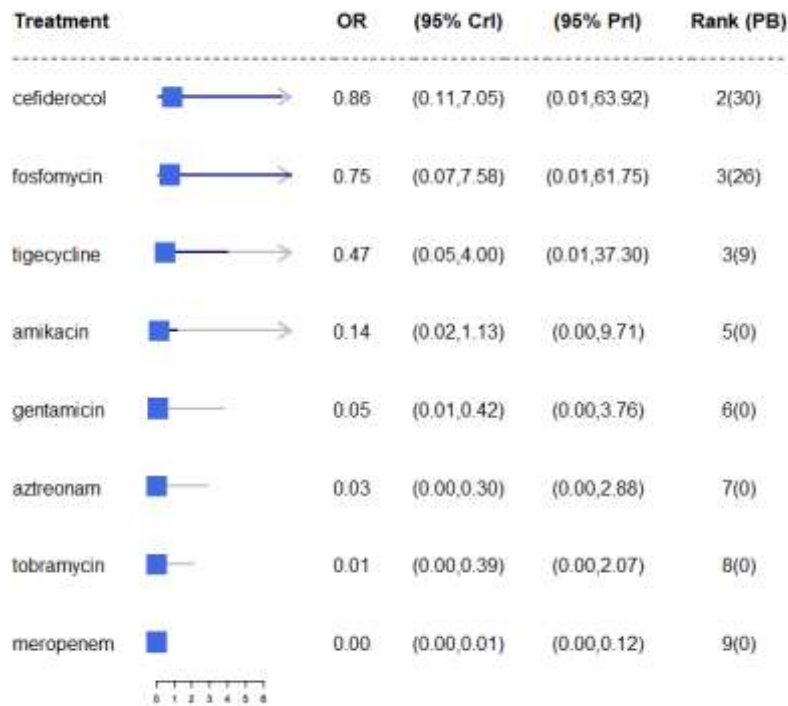 Treatment OR (95% CrI) (95% PrI) Rank (PB)
cefiderocol 0.86 (0.11,7.05) (0.01,63.92) 2(30)
fosfomycin 0.75 (0.07,7.58) (0.01,61.75) 3(26)
tigecycline 0.47 (0.05,4.00) (0.01,37.30) 3(9)
amikacin 0.14 (0.02,1.13) (0.00,9.71) 5(0)
gentamicin 0.05 (0.01,0.42) (0.00,3.76) 6(0)
aztreonam 0.03 (0.00,0.30) (0.00,2.88) 7(0)
tobramycin 0.01 (0.00,0.39) (0.00,2.07) 8(0)
meropenem 0.00 (0.00,0.01) (0.00,0.12) 9(0)
0 1 2 3 4 5 6